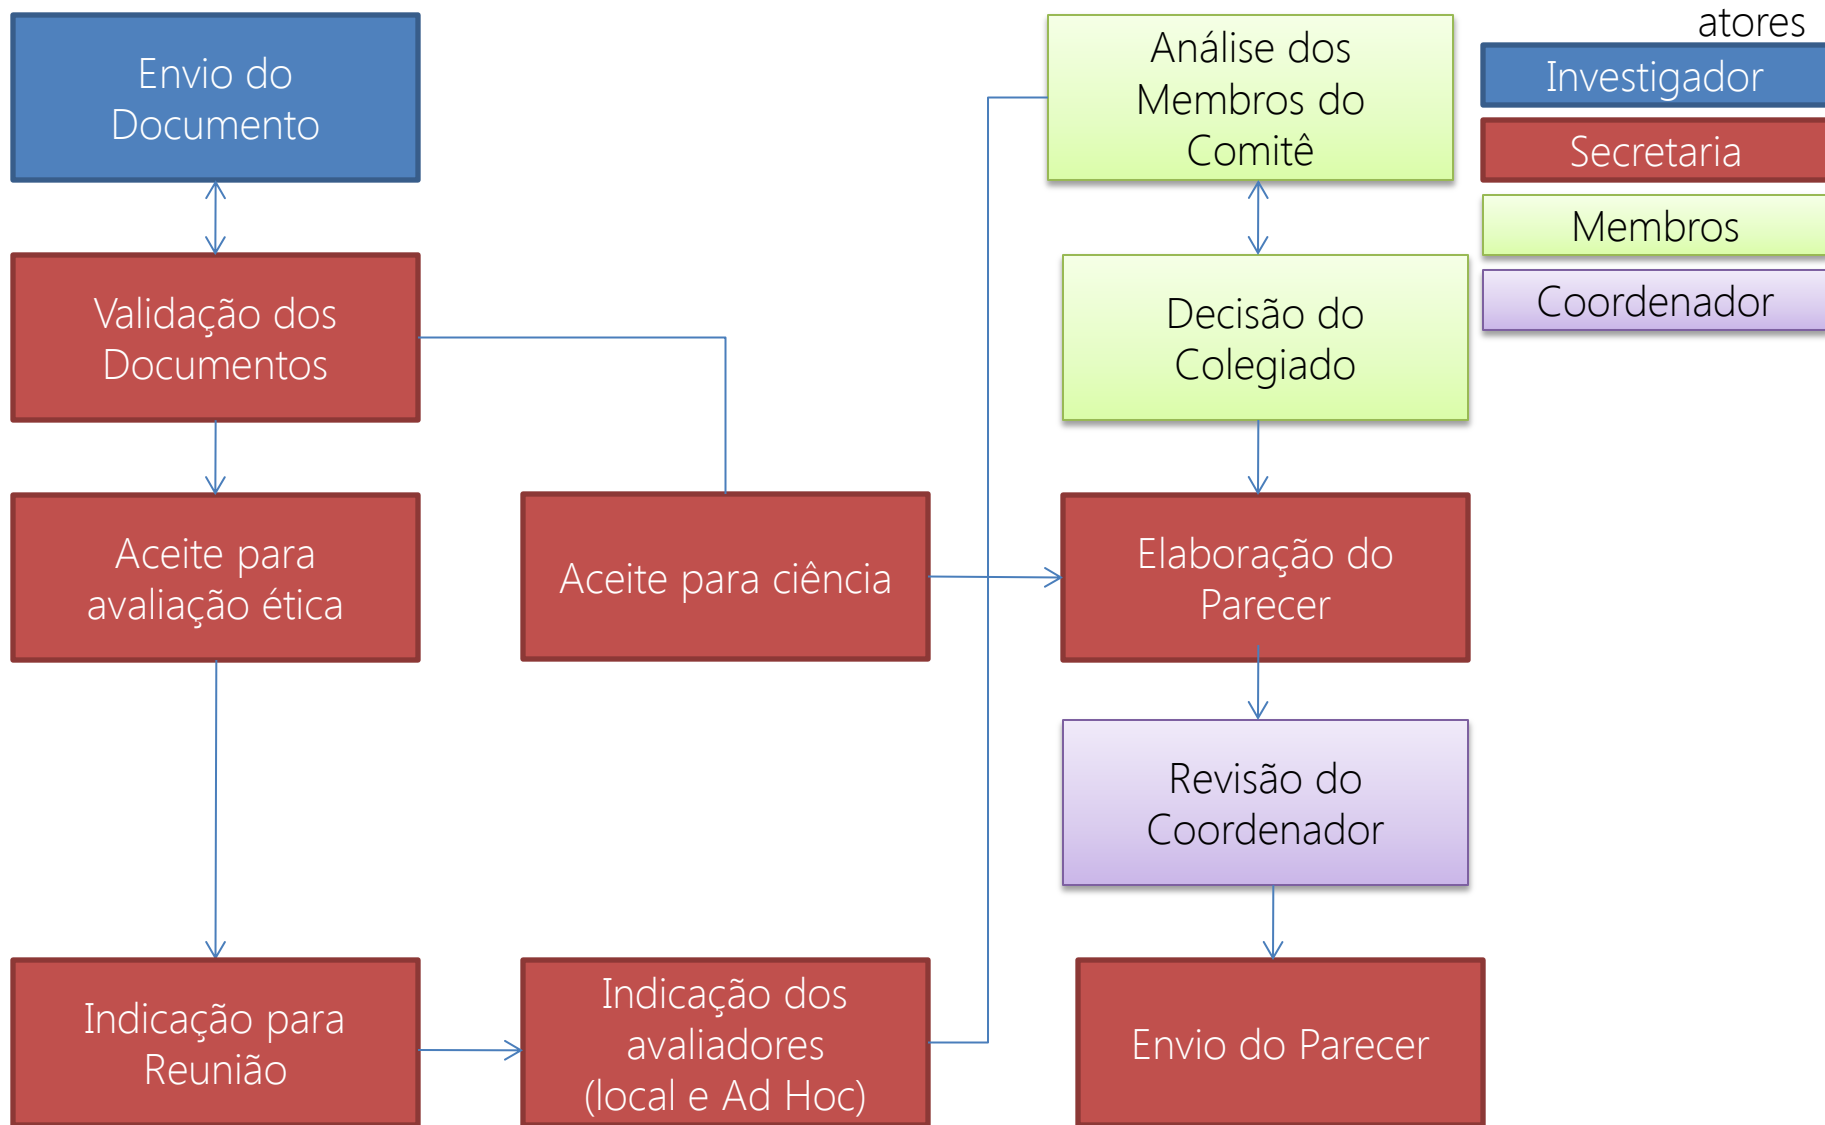 Envio do
Documento
Validação dos
Documentos
Aceite para
avaliação ética
Indicação para
Reunião
Aceite para ciência
Indicação dos
avaliadores
(local e Ad Hoc)
Análise dos
Membros do
Comitê
Decisão do
Colegiado
Elaboração do
Parecer
Revisão do
Coordenador
Envio do Parecer
atores
Investigador
Secretaria
Membros
Coordenador